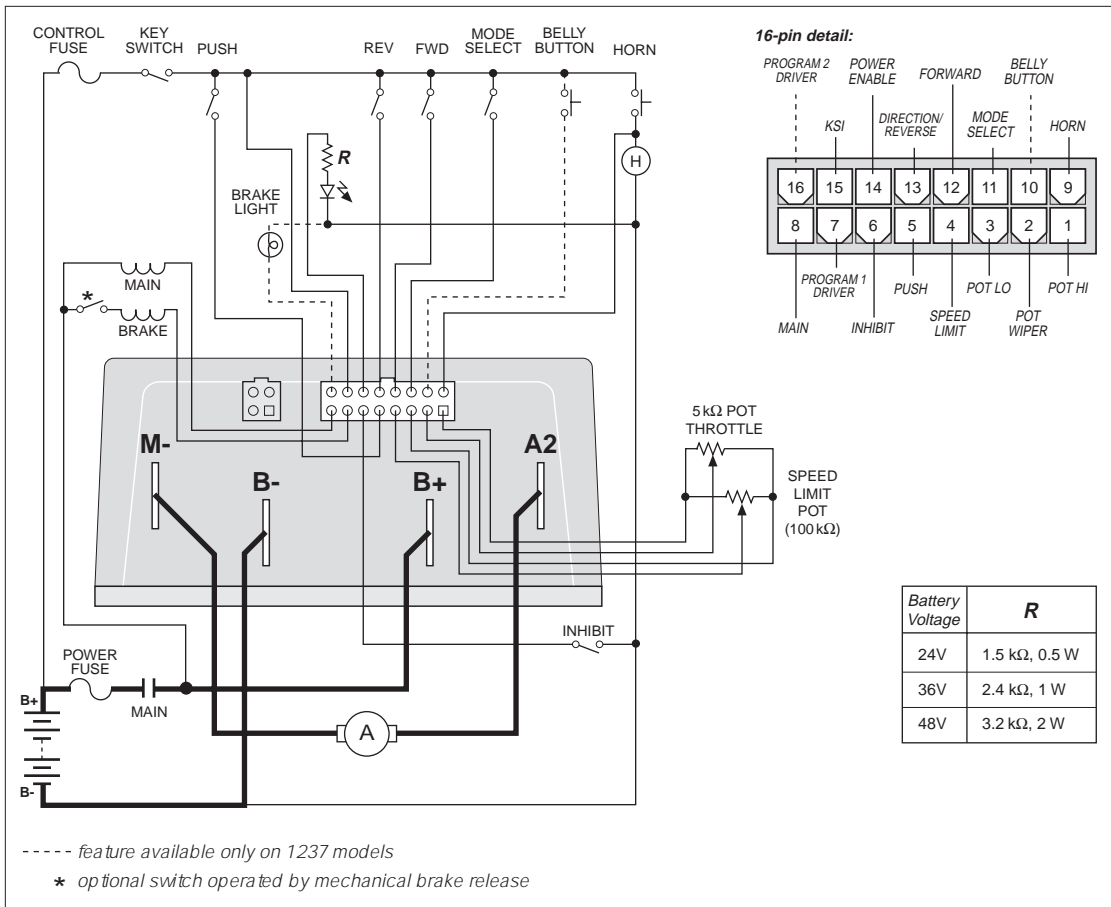 CONTROL
FUSE
KEY
SWITCH
PUSH
REV
FWD
MODE
SELECT
BELLY
BUTTON
HORN
R
H
BRAKE
LIGHT
MAIN
*
BRAKE
M-
B-
B+
A2
5 kΩ POT
THROTTLE
SPEED
LIMIT
POT
(100 kΩ)
INHIBIT
POWER
FUSE
B+
MAIN
A
B-
16-pin detail:
PROGRAM 2
DRIVER
POWER
ENABLE
FORWARD
BELLY
BUTTON
KSI
DIRECTION/
REVERSE
MODE
SELECT
HORN
16 15 14 13 12 11 10 9
8 7 6 5 4 3 2 1
PROGRAM 1
DRIVER
PUSH
POT LO
POT HI
MAIN
INHIBIT
SPEED
LIMIT
POT
WIPER
Battery
Voltage
R
24V 1.5 kΩ, 0.5 W
36V 2.4 kΩ, 1 W
48V 3.2 kΩ, 2 W
----- feature available only on 1237 models
* optional switch operated by mechanical brake release